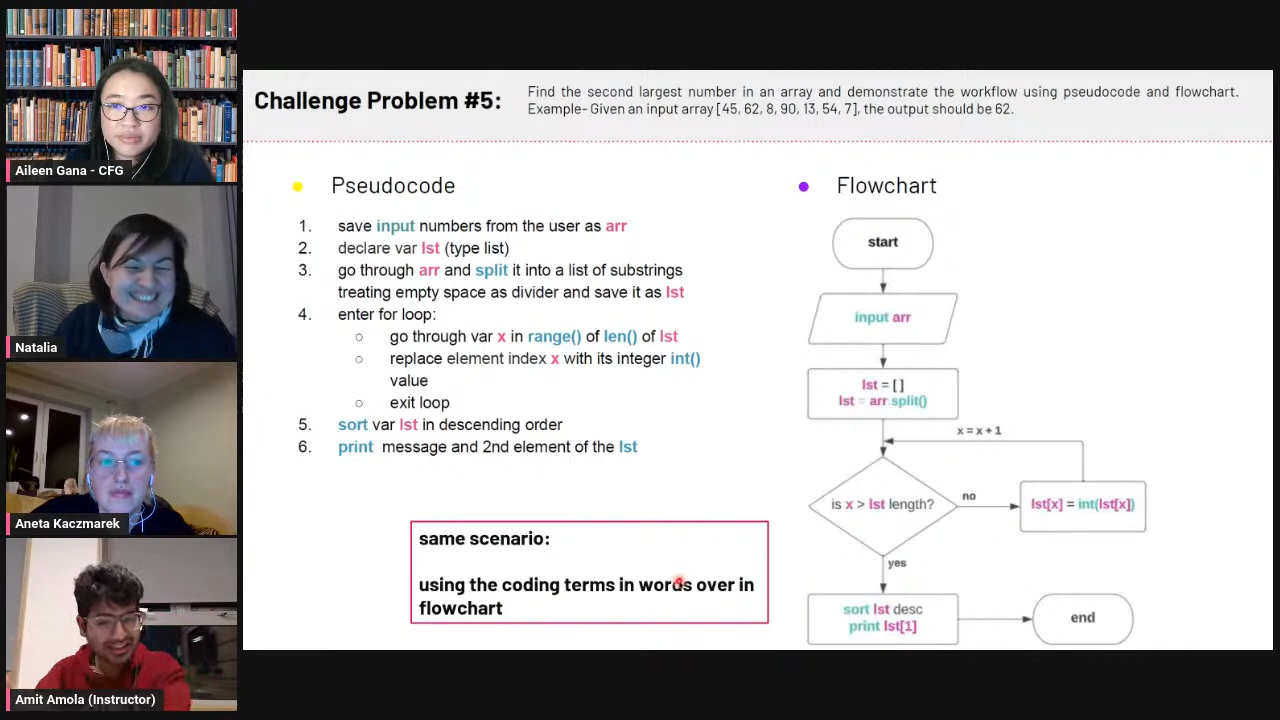 Aileen Gana - CFG
Natalia
Aneta Kaczmarek
Amit Amola (Instructor)
Challenge Problem #5:
Find the second largest number in an array and demonstrate the workflow using pseudocode and flowchart.
Example- Given an input array [45, 62, 8, 90, 13, 54, 7], the output should be 62.
Pseudocode
1. save input numbers from the user as arr
2. declare var lst (type list)
3. go through arr and split it into a list of substrings
treating empty space as divider and save it as lst
4. enter for loop:
○ go through var x in range() of len() of lst
○ replace element index x with its integer int()
value
○ exit loop
5. sort var lst in descending order
6. print message and 2nd element of the lst
same scenario:
using the coding terms in words over in
flowchart
Flowchart
start
input arr
lst = [ ]
lst = arr.split()
x = x + 1
is x > lst length?
no
lst[x] = int(lst[x])
yes
sort lst desc
print lst[1]
end